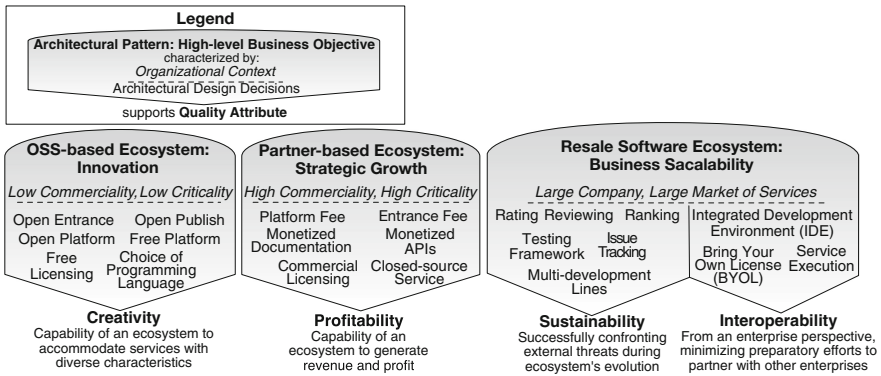 Legend
Architectural Pattern: High-level Business Objective
characterized by:
Organizational Context
Architectural Design Decisions
supports Quality Attribute
OSS-based Ecosystem:
Innovation
Low Commerciality, Low Criticality
Open Entrance Open Publish
Open Platform Free Platform
Free
Licensing
Choice of
Programming
Language
Creativity
Capability of an ecosystem to
accommodate services with
diverse characteristics
Partner-based Ecosystem:
Strategic Growth
High Commerciality, High Criticality
Platform Fee Entrance Fee
Monetized
Documentation
Monetized
APIs
Commercial
Licensing
Closed-source
Service
Profitability
Capability of an
ecosystem to generate
revenue and profit
Resale Software Ecosystem:
Business Sacalability
Large Company, Large Market of Services
Rating Reviewing Ranking
Testing
Framework
Issue
Tracking
Multi-development
Lines
Integrated Development
Environment (IDE)
Bring Your
Own License
(BYOL)
Service
Execution
Sustainability
Successfully confronting
external threats during
ecosystem's evolution
Interoperability
From an enterprise perspective,
minimizing preparatory efforts to
partner with other enterprises